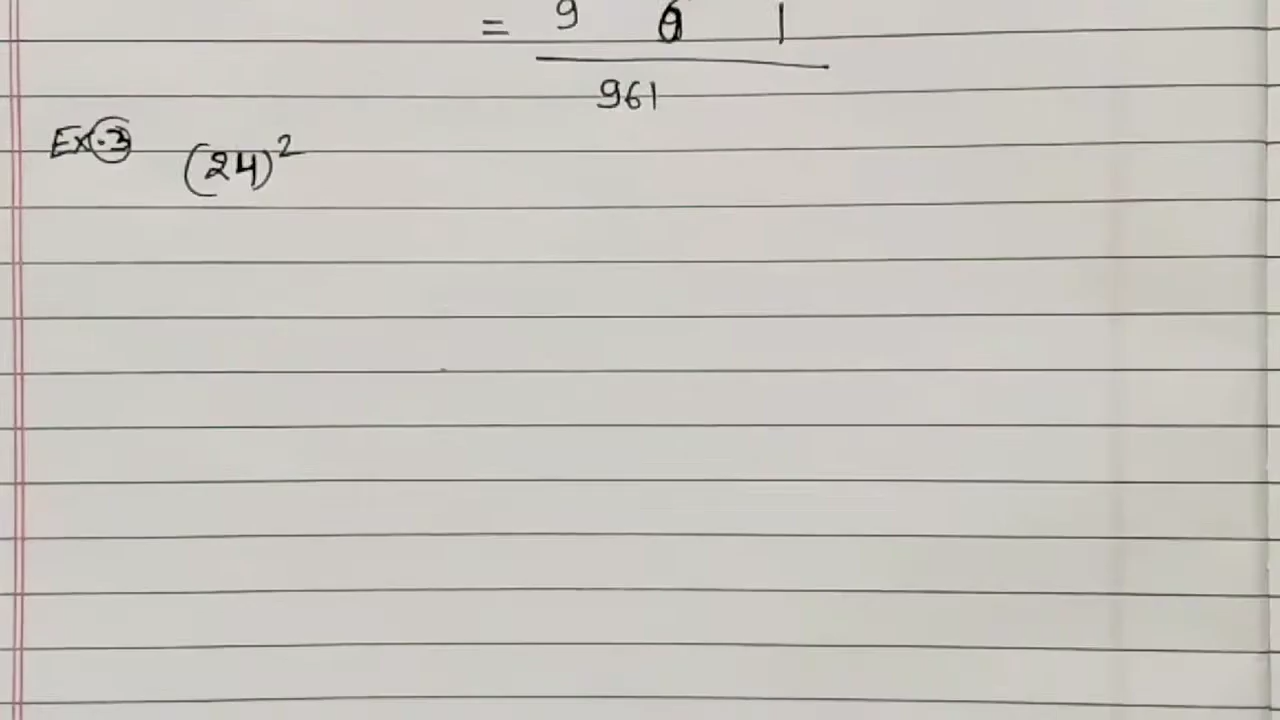 = 9 6 1
961
Ex.3 (24)²